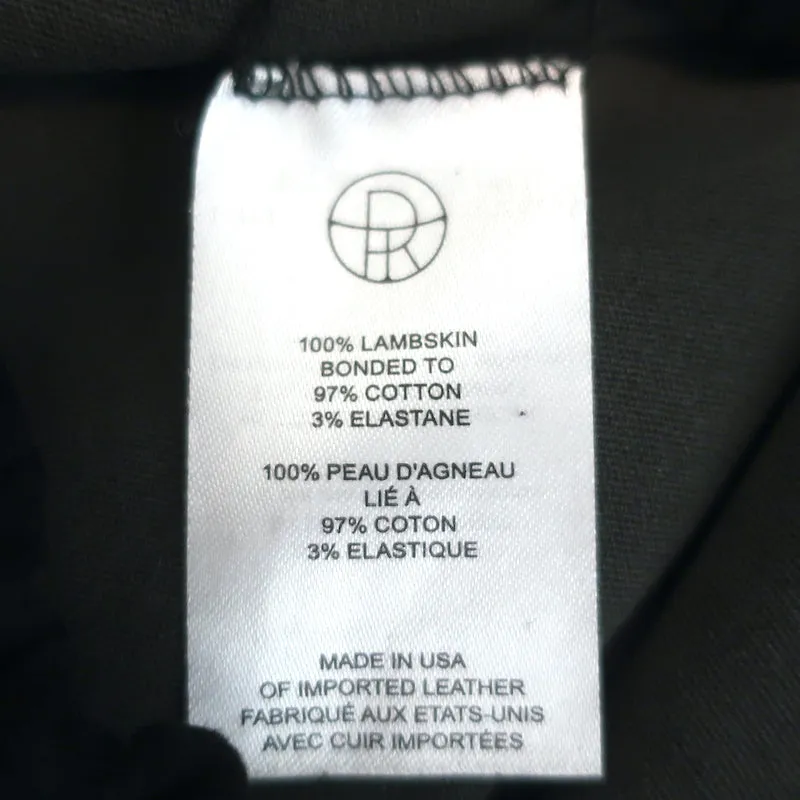 100% LAMBSKIN
BONDED TO
97% COTTON
3% ELASTANE
100% PEAU D'AGNEAU
LIÉ À
97% COTON
3% ELASTIQUE
MADE IN USA
OF IMPORTED LEATHER
FABRIQUÉ AUX ETATS-UNIS
AVEC CUIR IMPORTÉES